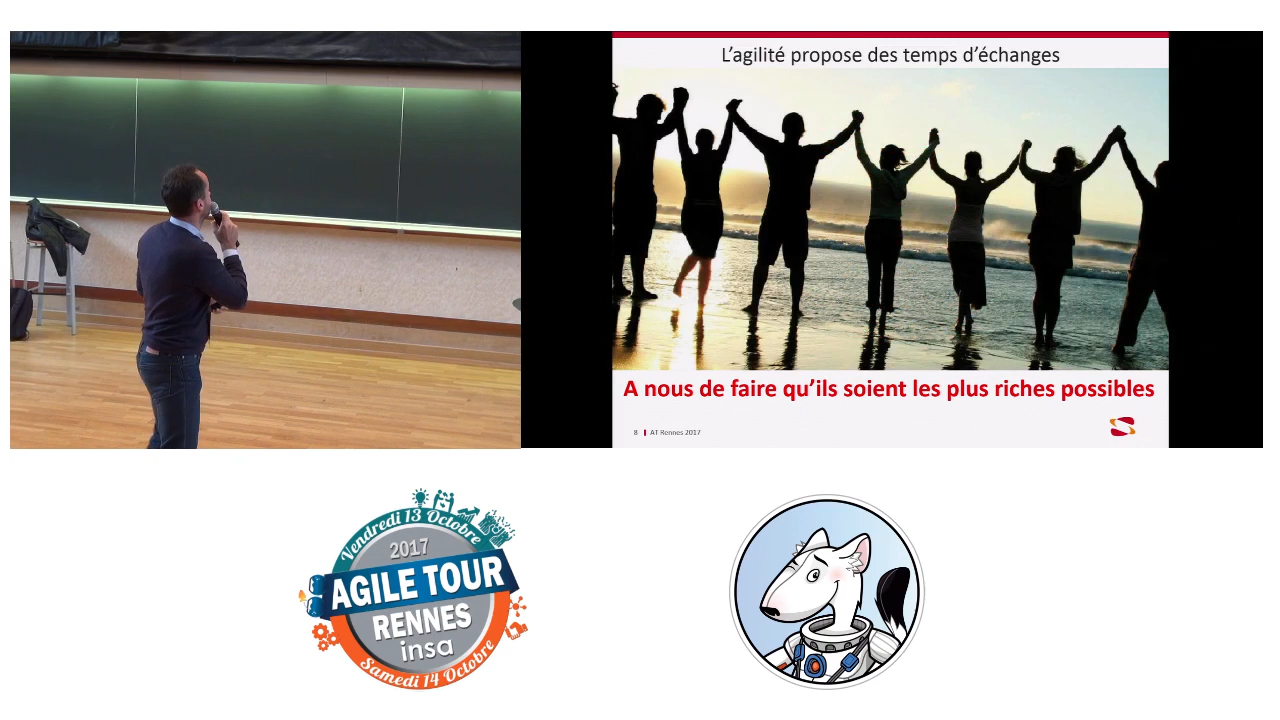 L’agilité propose des temps d’échanges
A nous de faire qu’ils soient les plus riches possibles
8 AT Rennes 2017
Vendredi 13 Octobre
2017
AGILE TOUR
RENNES
insa
Samedi 14 Octobre